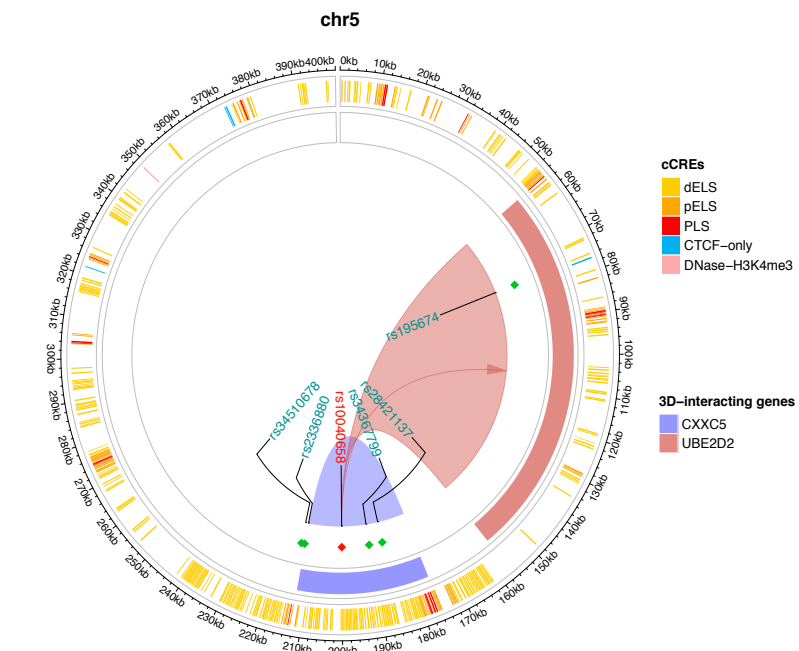 chr5
0kb
10kb
20kb
30kb
40kb
50kb
60kb
70kb
80kb
90kb
100kb
110kb
120kb
130kb
140kb
150kb
160kb
170kb
180kb
190kb
200kb
210kb
220kb
230kb
240kb
250kb
260kb
270kb
280kb
290kb
300kb
310kb
320kb
330kb
340kb
350kb
360kb
370kb
380kb
390kb
400kb
rs195674
rs34510678
rs2336880
rs10040658
rs34367799
rs28421137
cCREs
dELS
pELS
PLS
CTCF−only
DNase−H3K4me3
3D−interacting genes
CXXC5
UBE2D2